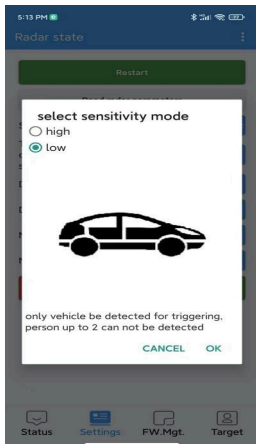 5:13 PM
Radar state
Restart
select sensitivity mode
high
low
only vehicle be detected for triggering,
person up to 2 can not be detected
CANCEL OK
Status Settings FW.Mgt. Target